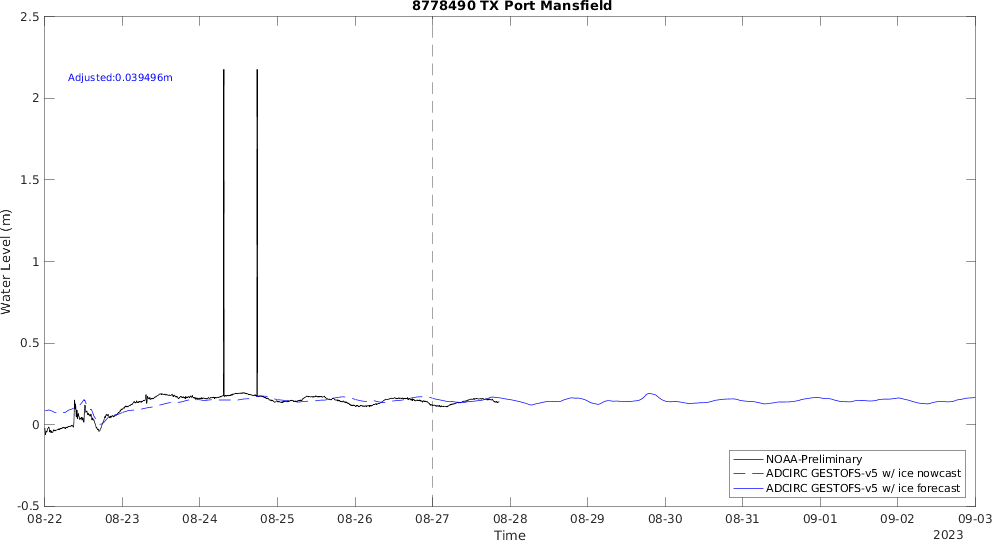 8778490 TX Port Mansfield
Adjusted:0.039496m
2.5
2
1.5
1
0.5
0
-0.5
Water Level (m)
NOAA-Preliminary
ADCIRC GESTOFS-v5 w/ ice nowcast
ADCIRC GESTOFS-v5 w/ ice forecast
08-22 08-23 08-24 08-25 08-26 08-27 08-28 08-29 08-30 08-31 09-01 09-02 09-03
Time
2023